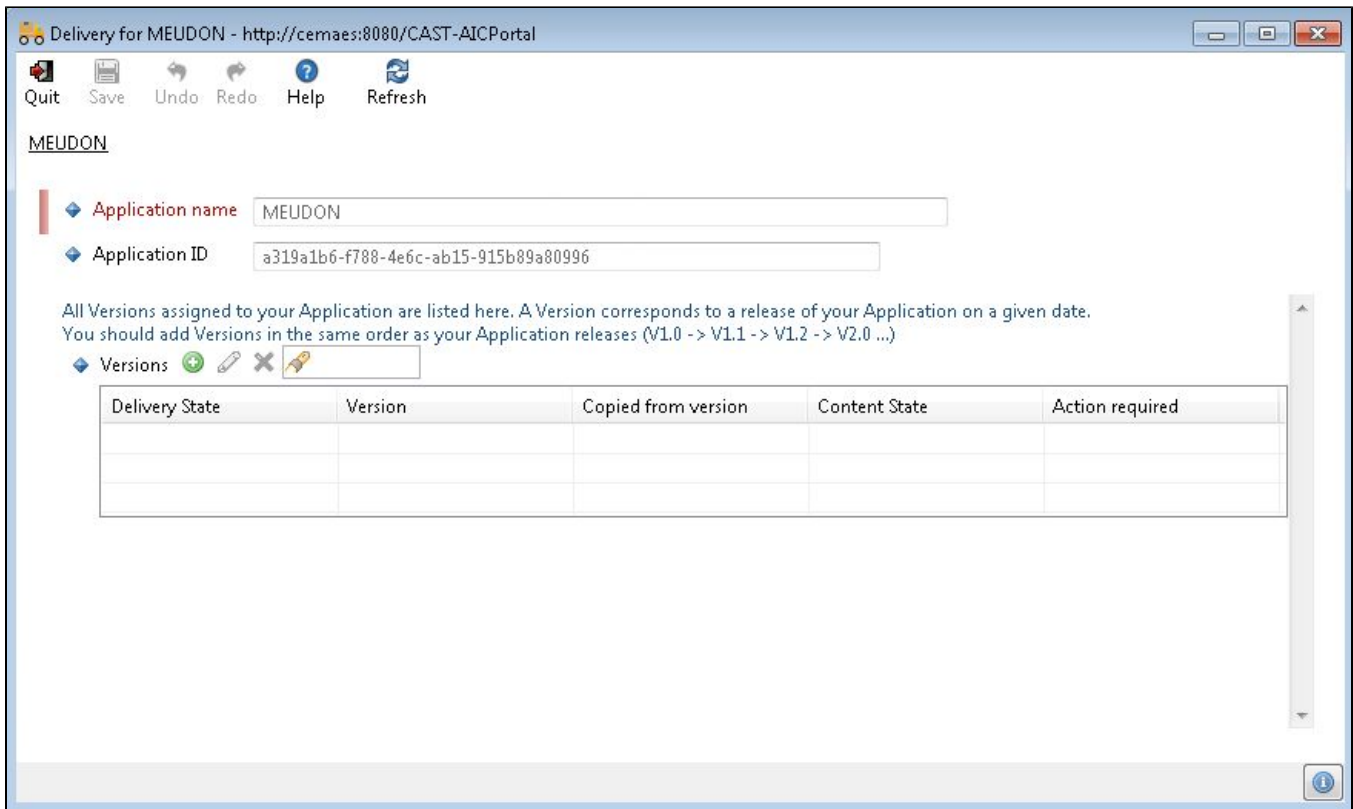 Delivery for MEUDON - http://cemaes:8080/CAST-AICPortal
Quit Save Undo Redo Help Refresh
MEUDON
Application name MEUDON
Application ID a319a1b6-f788-4e6c-ab15-915b89a80996
All Versions assigned to your Application are listed here. A Version corresponds to a release of your Application on a given date.
You should add Versions in the same order as your Application releases (V1.0 -> V1.1 -> V1.2 -> V2.0 ...)
Versions
Delivery State Version Copied from version Content State Action required